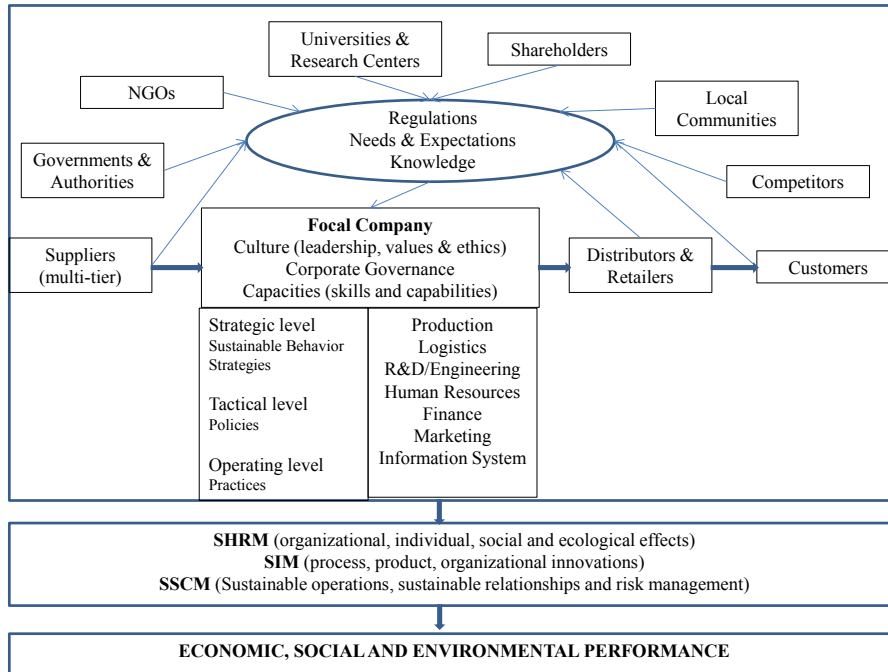 Universities &
Research Centers
Shareholders
NGOs
Local
Communities
Regulations
Needs & Expectations
Knowledge
Governments &
Authorities
Competitors
Suppliers
(multi-tier)
Focal Company
Culture (leadership, values & ethics)
Corporate Governance
Capacities (skills and capabilities)
Distributors &
Retailers
Customers
Strategic level
Sustainable Behavior
Strategies
Tactical level
Policies
Operating level
Practices
Production
Logistics
R&D/Engineering
Human Resources
Finance
Marketing
Information System
SHRM (organizational, individual, social and ecological effects)
SIM (process, product, organizational innovations)
SSCM (Sustainable operations, sustainable relationships and risk management)
ECONOMIC, SOCIAL AND ENVIRONMENTAL PERFORMANCE